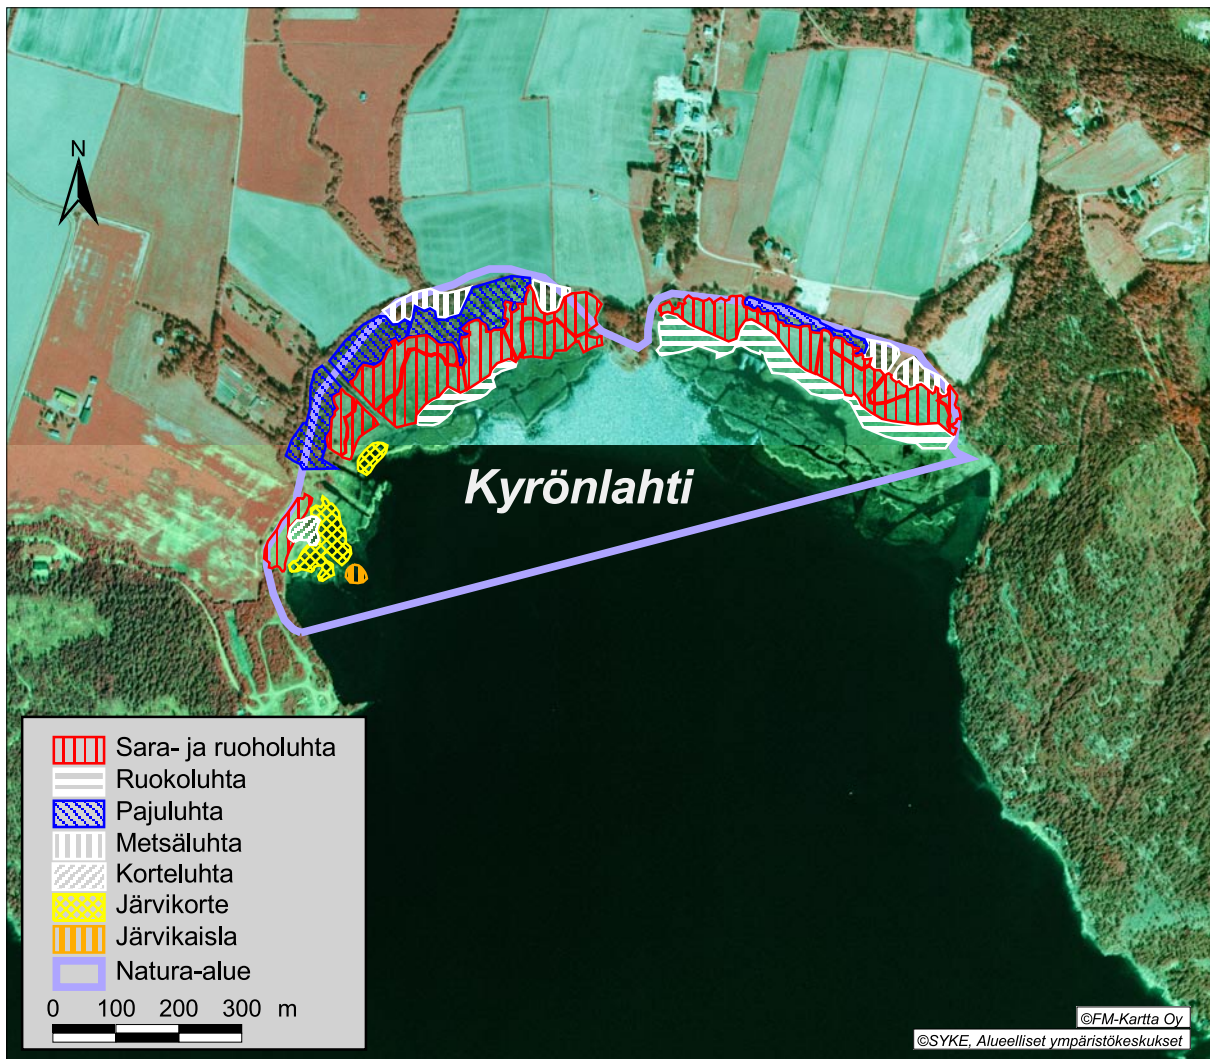 N
Kyrönlahti
Sara- ja ruoholuhta
Ruokoluhta
Pajuluhta
Metsäluhta
Korteluhta
Järvikorte
Järvikaisla
Natura-alue
0 100 200 300 m
©FM-Kartta Oy
©SYKE, Alueelliset ympäristökeskukset